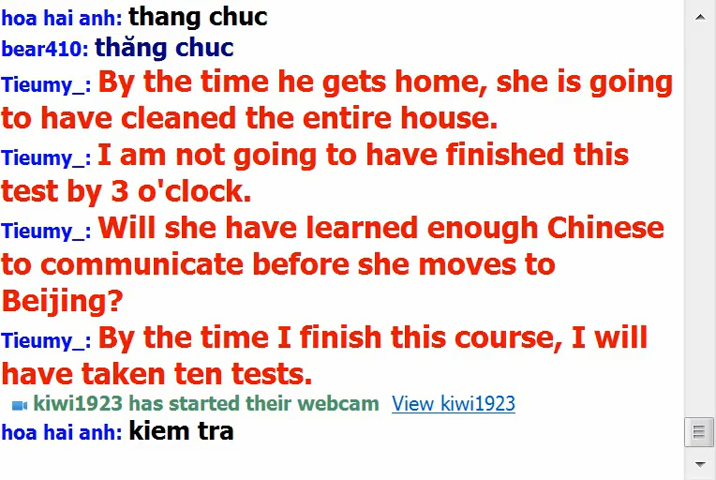 hoa hai anh: thang chuc
bear410: thăng chuc
Tieumy_: By the time he gets home, she is going
to have cleaned the entire house.
Tieumy_: I am not going to have finished this
test by 3 o'clock.
Tieumy_: Will she have learned enough Chinese
to communicate before she moves to
Beijing?
Tieumy_: By the time I finish this course, I will
have taken ten tests.
kiwi1923 has started their webcam View kiwi1923
hoa hai anh: kiem tra